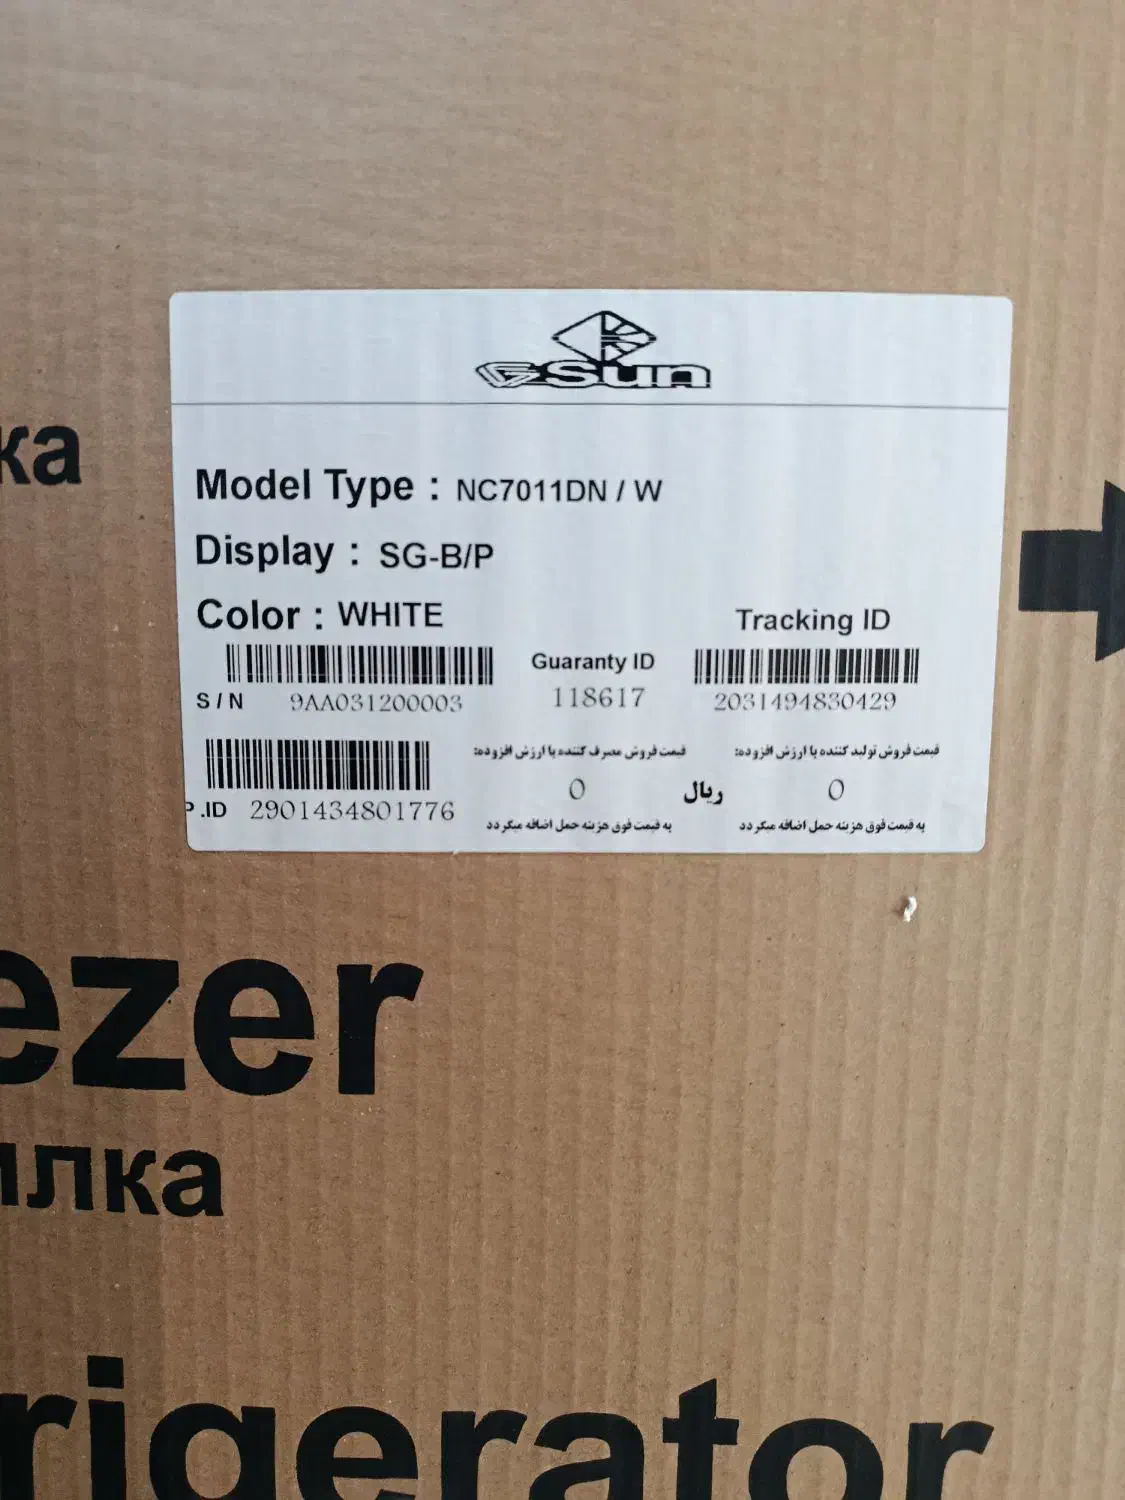 Sun
ка
Model Type : NC7011DN / W
Display : SG-B/P
Color : WHITE
Tracking ID
Guaranty ID
S / N 9AA031200003
118617
2031494830429
قیمت فروش مصرف کننده با ارزش افزوده:
قیمت فروش تولید کننده با ارزش افزوده:
0 ریال 0
P .ID 2901434801776
به قیمت فوق هزینه حمل اضافه میگردد
به قیمت فوق هزینه حمل اضافه میگردد
ezer
илка
rigerator